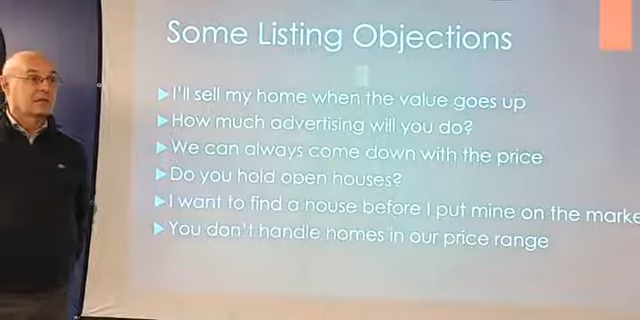 Some Listing Objections
I'll sell my home when the value goes up
How much advertising will you do?
We can always come down with the price
Do you hold open houses?
I want to find a house before I put mine on the marke
You don't handle homes in our price range